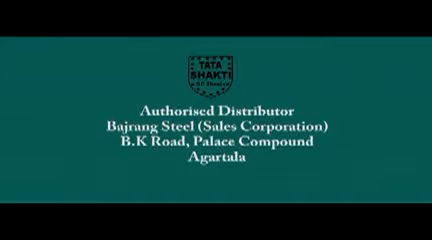 TATA
SHAKTI
Authorised Distributor
Bajrang Steel (Sales Corporation)
B.K Road, Palace Compound
Agartala